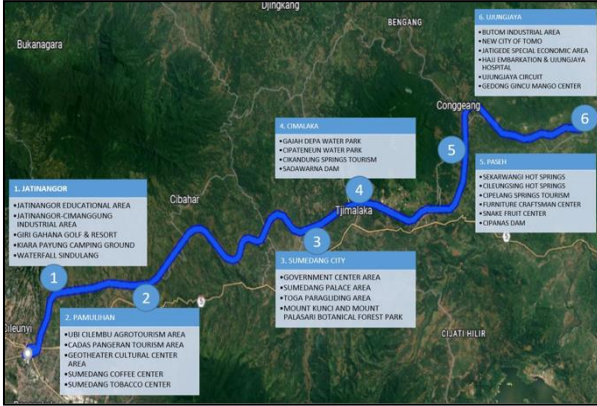 Djingkang
BENGANG
Bukanagara
6. UJUNGJAYA
•BUTOM INDUSTRIAL AREA
•NEW CITY OF TOMO
•JATIGEDE SPECIAL ECONOMIC AREA
•HAJJ EMBARKATION & UJUNGJAYA
HOSPITAL
•UJUNGJAYA CIRCUIT
•GEDONG GINCU MANGO CENTER
Conggeang
6
5
4. CIMALAKA
•GAJAH DEPA WATER PARK
•CIPATENEUN WATER PARK
•CIKANDUNG SPRINGS TOURISM
•SADAWARNA DAM
4
Tjimalaka
5. PASEH
•SEKARWANGI HOT SPRINGS
•CILEUNGSING HOT SPRINGS
•CIPELANG SPRINGS TOURISM
•FURNITURE CRAFTSMAN CENTER
•SNAKE FRUIT CENTER
•CIPANAS DAM
1. JATINANGOR
•JATINANGOR EDUCATIONAL AREA
•JATINANGOR-CIMANGGUNG
INDUSTRIAL AREA
•GIRI GAHANA GOLF & RESORT
•KIARA PAYUNG CAMPING GROUND
•WATERFALL SINDULANG
Cibahar
3
3. SUMEDANG CITY
•GOVERNMENT CENTER AREA
•SUMEDANG PALACE AREA
•TOGA PARAGLIDING AREA
•MOUNT KUNCI AND MOUNT
PALASARI BOTANICAL FOREST PARK
5
1
2
5
2. PAMULIHAN
•UBI CILEMBU AGROTOURISM AREA
•CADAS PANGERAN TOURISM AREA
•GEOTHEATER CULTURAL CENTER
AREA
•SUMEDANG COFFEE CENTER
•SUMEDANG TOBACCO CENTER
Cileunyi
CIJATI HILIR